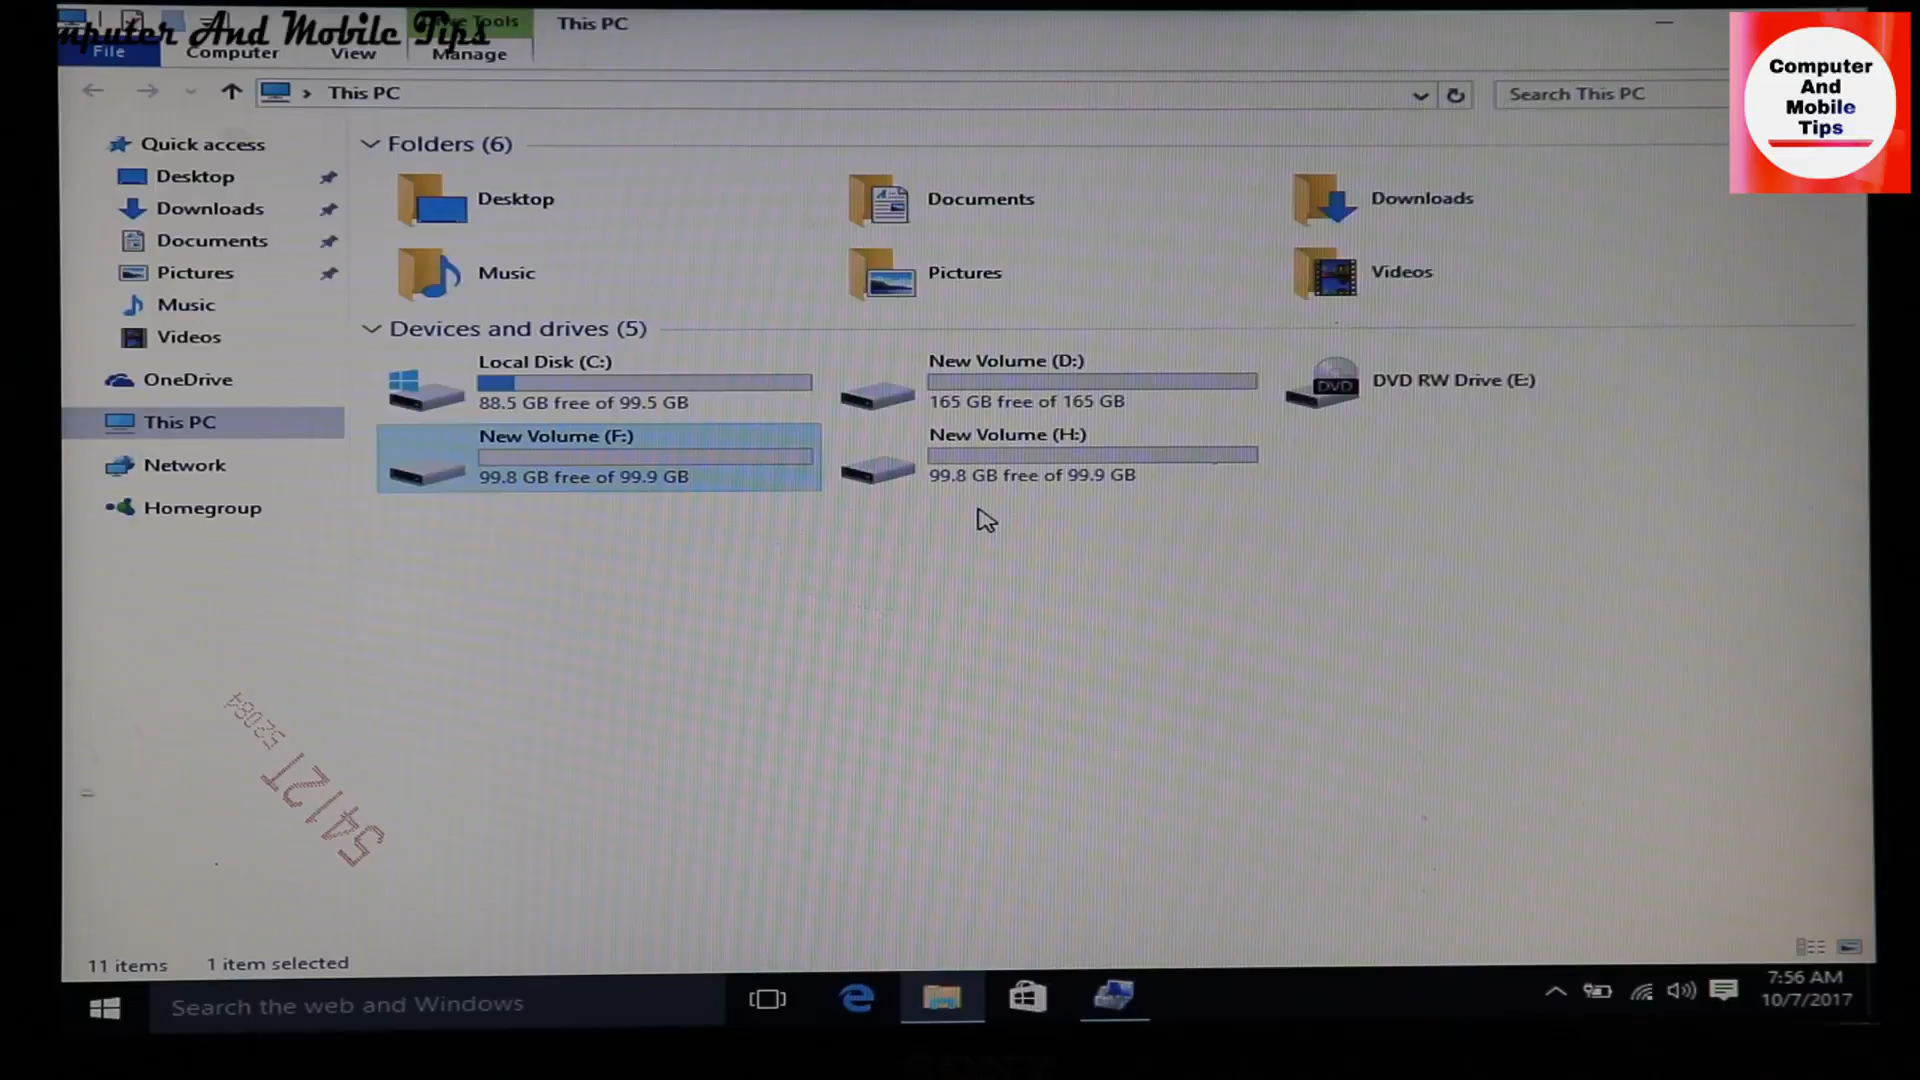 mputer And Mobile Tips
Tools
This PC
File
Computer
View
Manage
This PC
Search This PC
Computer
And
Mobile
Tips
Quick access
Desktop
Downloads
Documents
Pictures
Music
Videos
OneDrive
This PC
Network
Homegroup
Folders (6)
Desktop
Documents
Downloads
Music
Pictures
Videos
Devices and drives (5)
Local Disk (C:)
88.5 GB free of 99.5 GB
New Volume (D:)
165 GB free of 165 GB
DVD
DVD RW Drive (E:)
New Volume (F:)
99.8 GB free of 99.9 GB
New Volume (H:)
99.8 GB free of 99.9 GB
52084
54/2T
11 items
1 item selected
Search the web and Windows
7:56 AM
10/7/2017